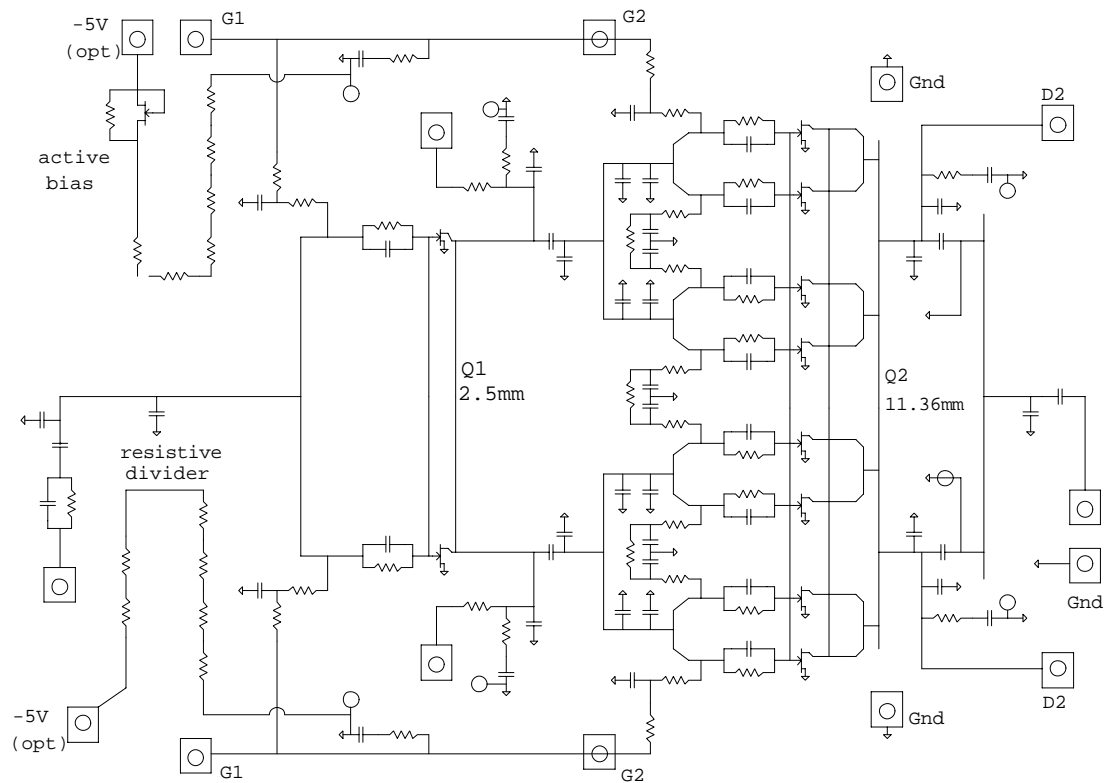 -5V
(opt)
G1
G2
Gnd
D2
active
bias
Q1
2.5mm
Q2
11.36mm
resistive
divider
Gnd
-5V
(opt)
G1
G2
Gnd
D2